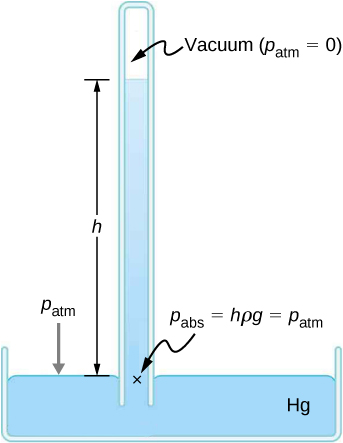 Vacuum (p_atm = 0)
h
p_atm
p_abs = hρg = p_atm
×
Hg